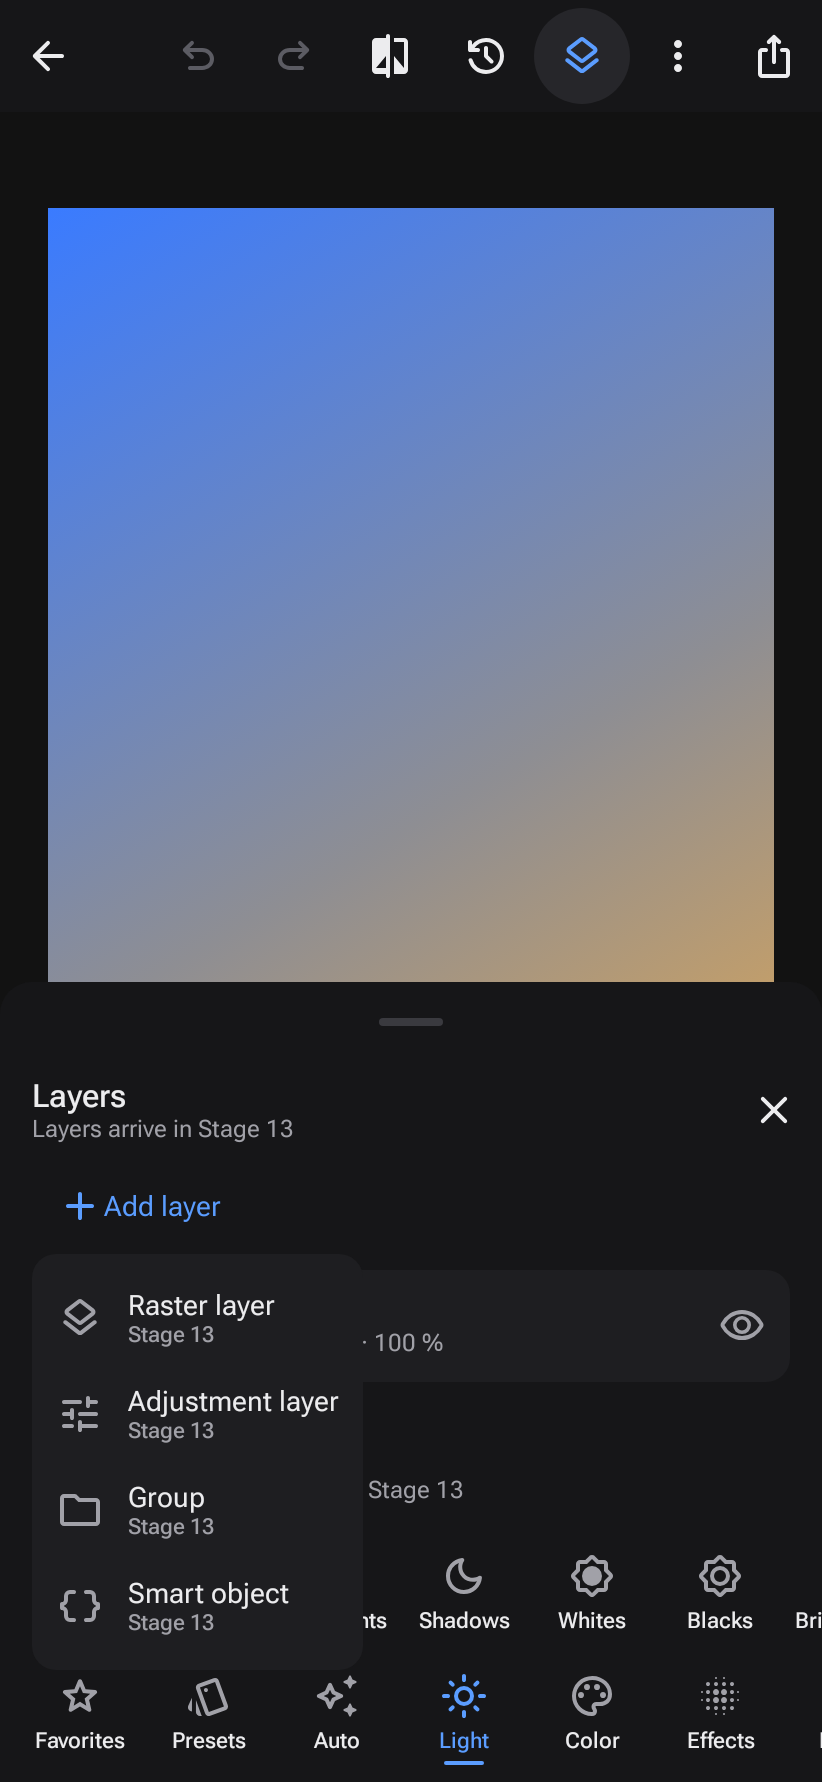 Layers
Layers arrive in Stage 13
Add layer
Raster layer
Stage 13
· 100 %
Adjustment layer
Stage 13
Stage 13
Group
Stage 13
Smart object
Stage 13
Shadows
Whites
Blacks
Favorites
Presets
Auto
Light
Color
Effects